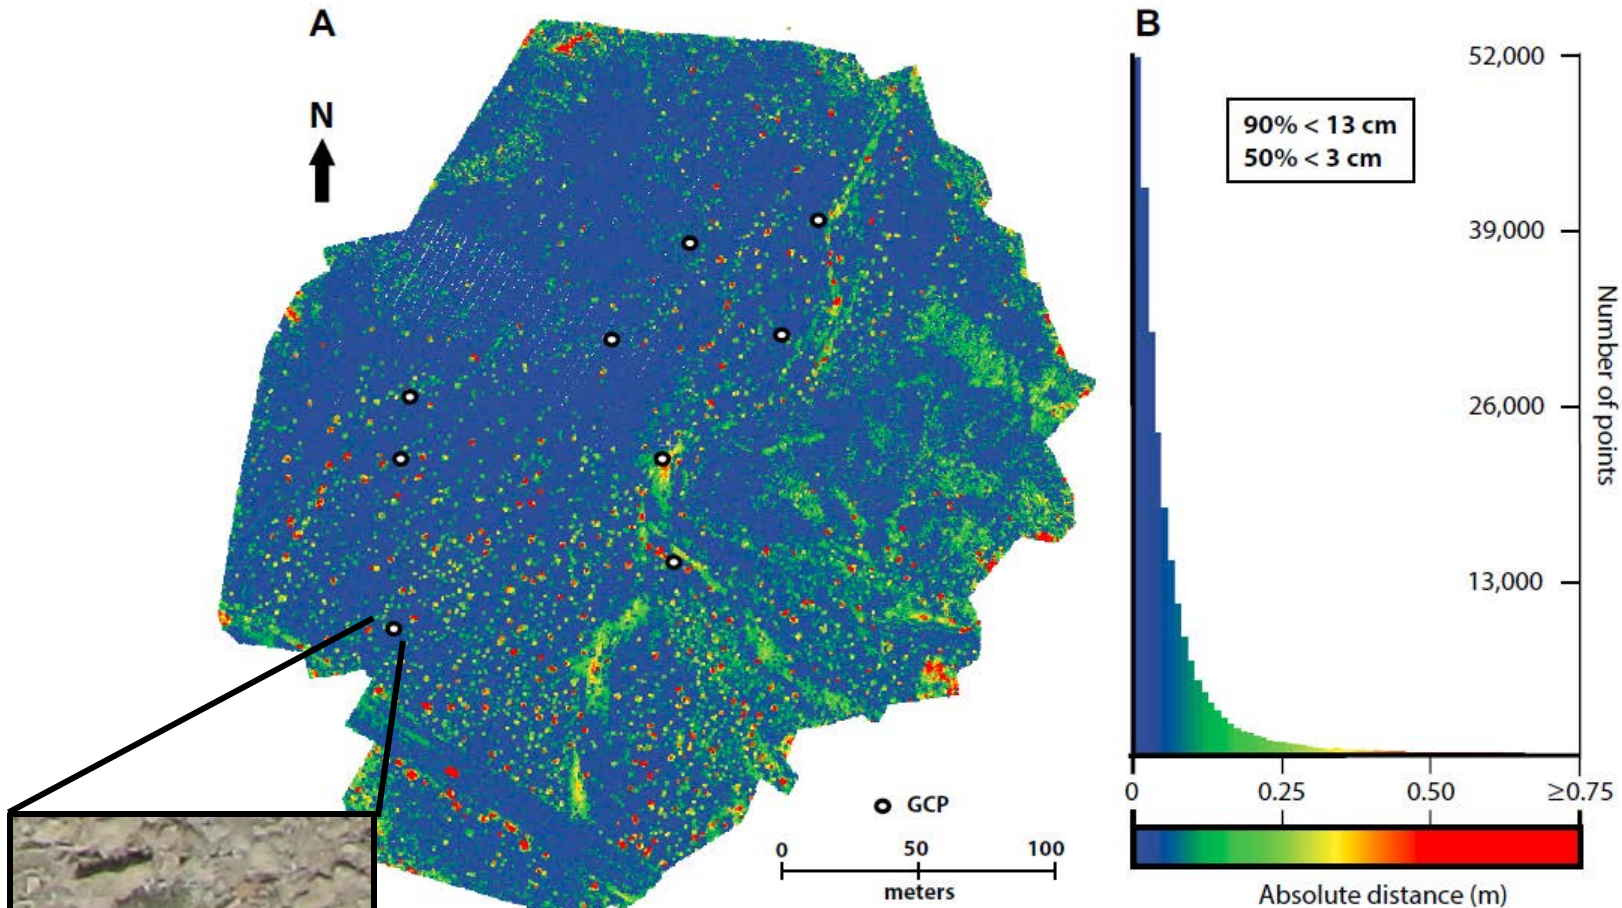 A
N
GCP
0 50 100
meters
B
52,000
90% < 13 cm
50% < 3 cm
39,000
26,000
13,000
Number of points
0 0.25 0.50 ≥0.75
Absolute distance (m)